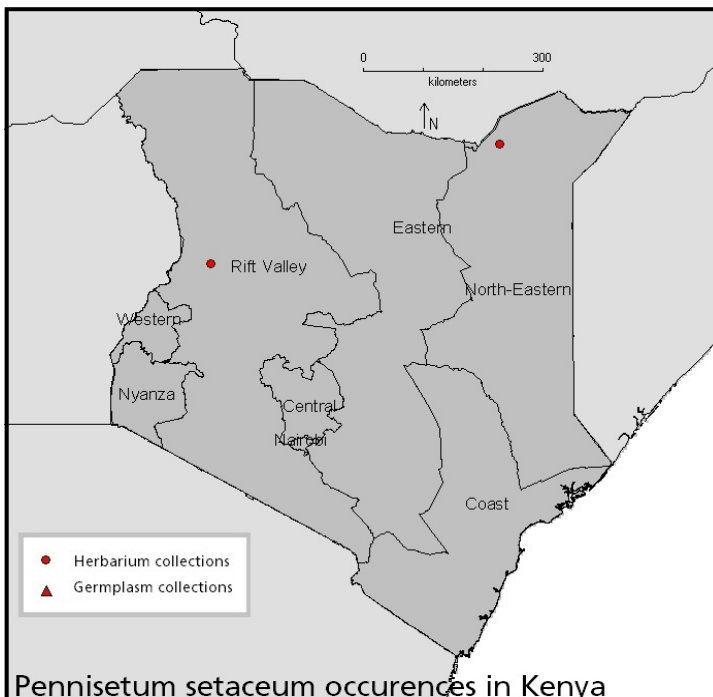 0 300
kilometers
N
Eastern
Rift Valley
North-Eastern
Western
Nyanza
Central
Nairobi
Coast
Herbarium collections
Germplasm collections
Pennisetum setaceum occurences in Kenya